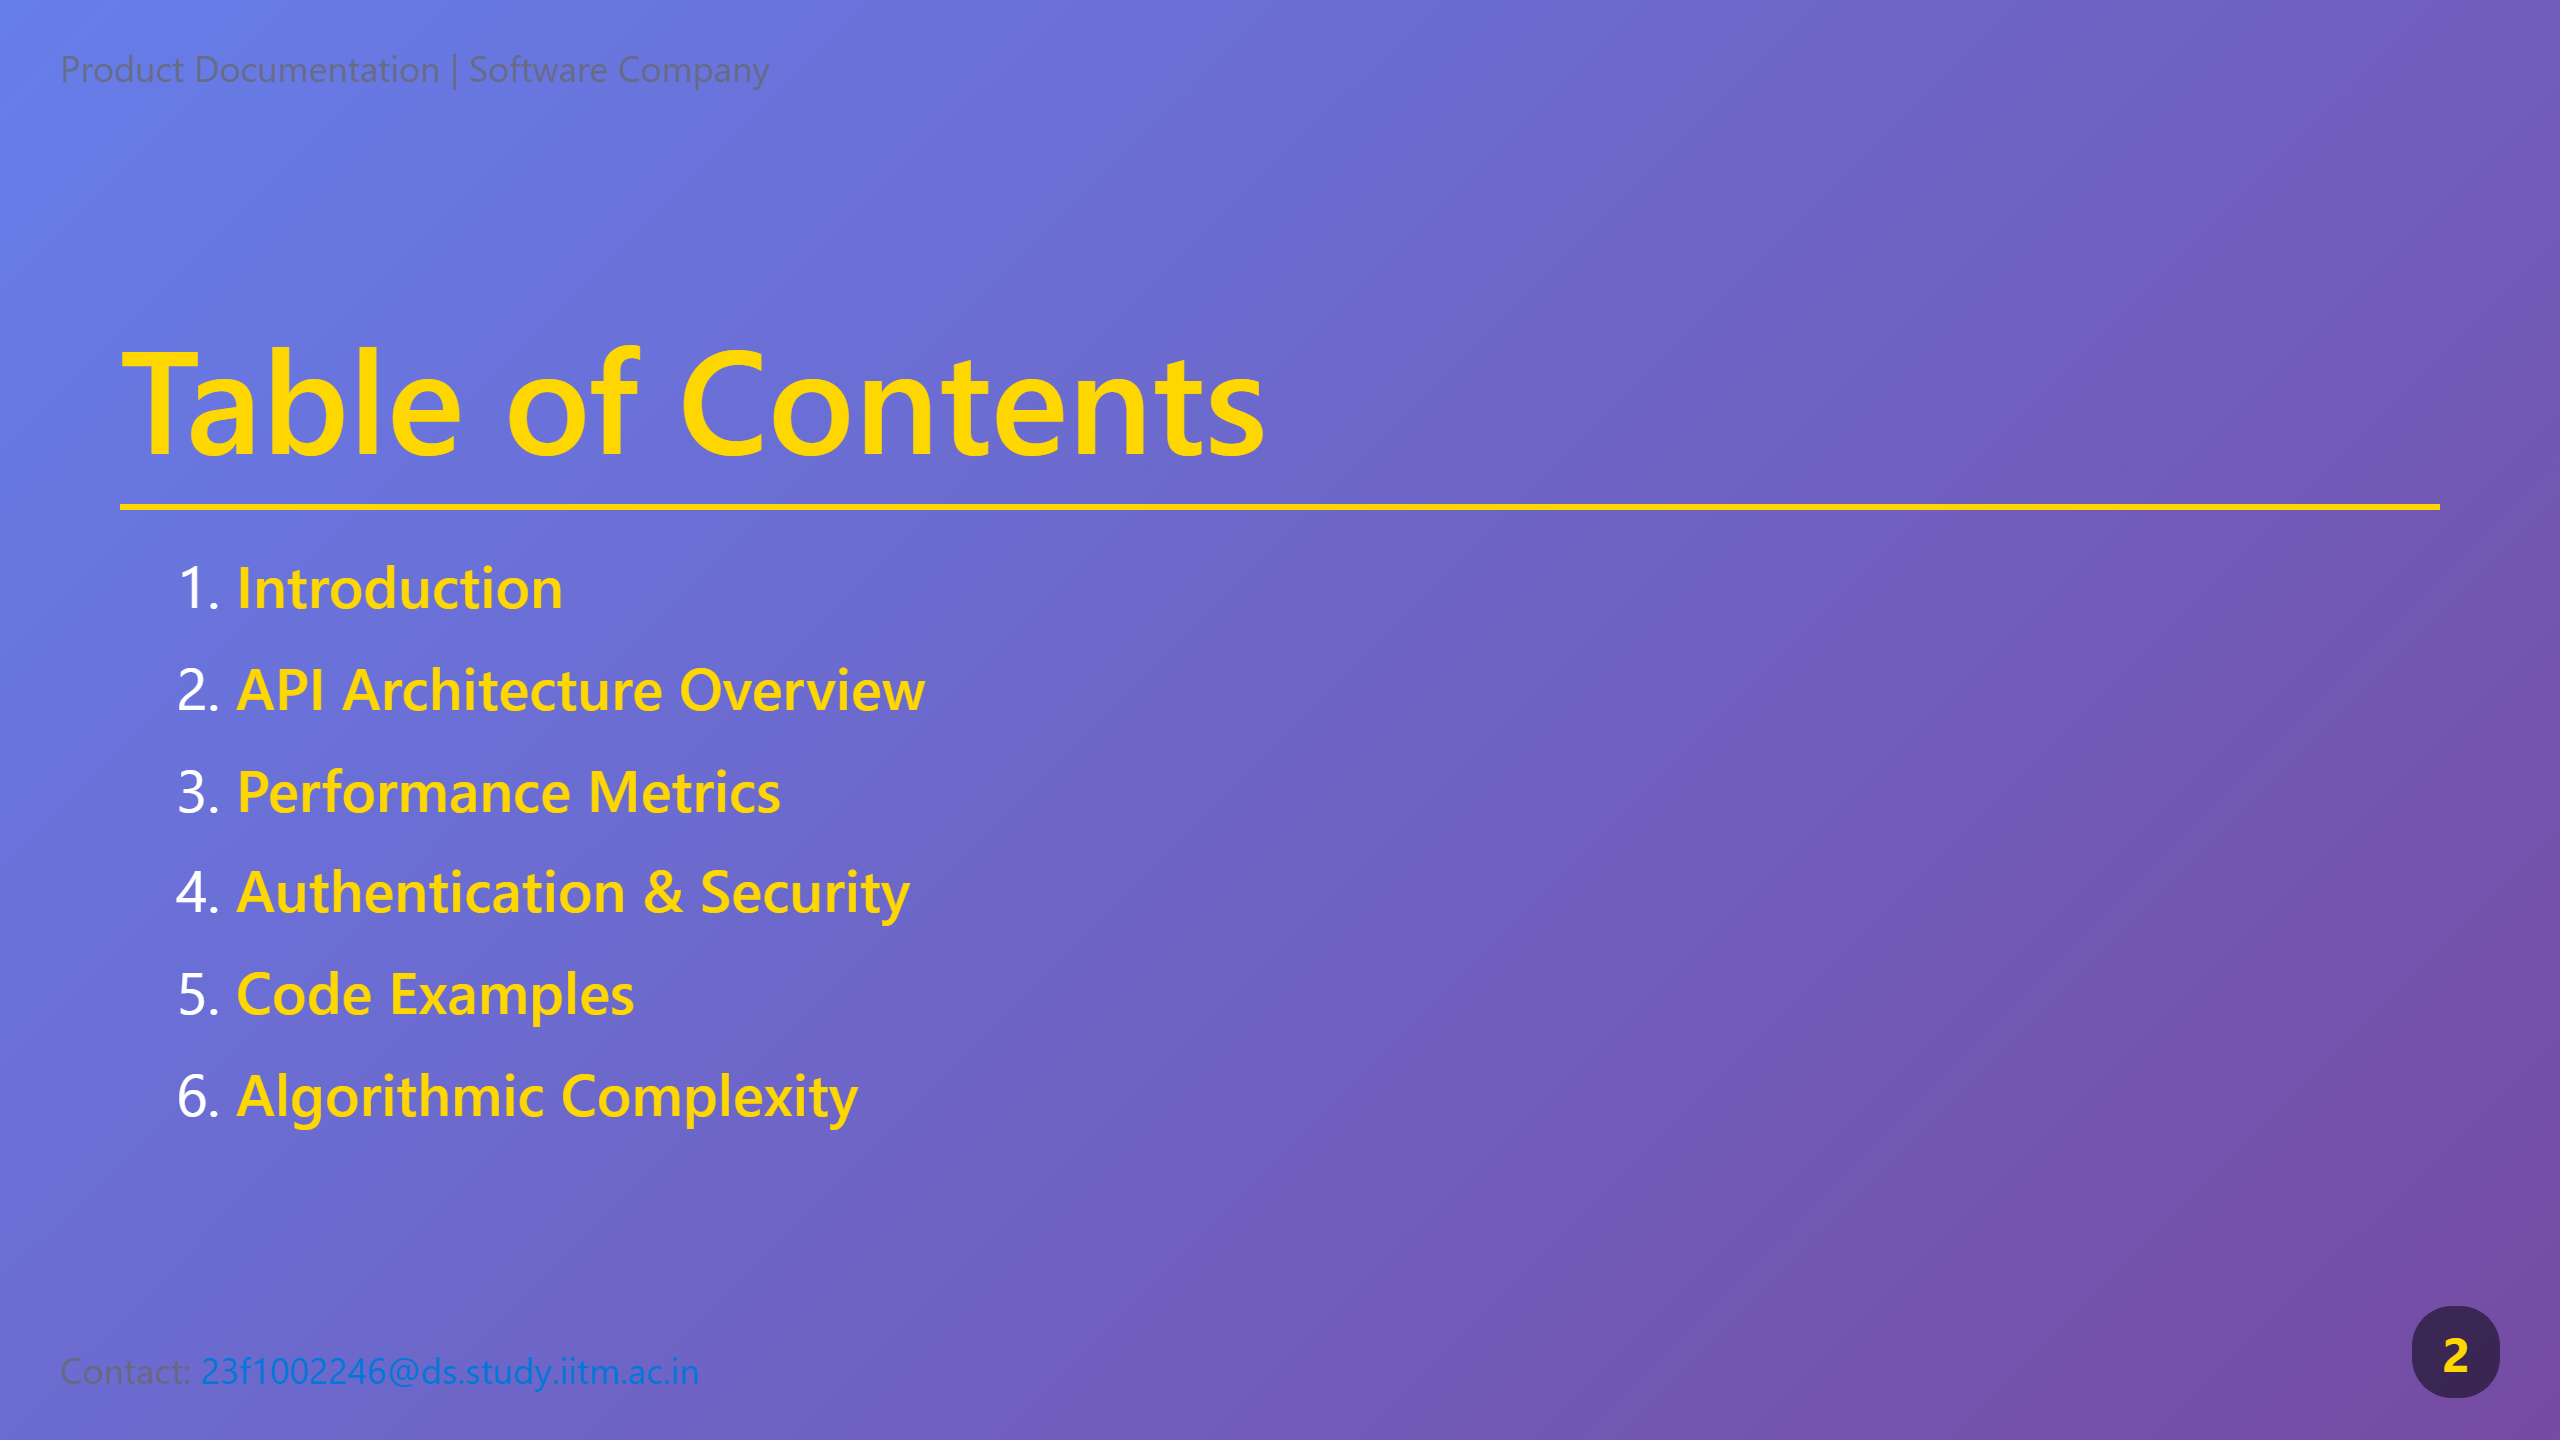 Product Documentation | Software Company
Table of Contents
1. Introduction
2. API Architecture Overview
3. Performance Metrics
4. Authentication & Security
5. Code Examples
6. Algorithmic Complexity
Contact: 23f1002246@ds.study.iitm.ac.in
2